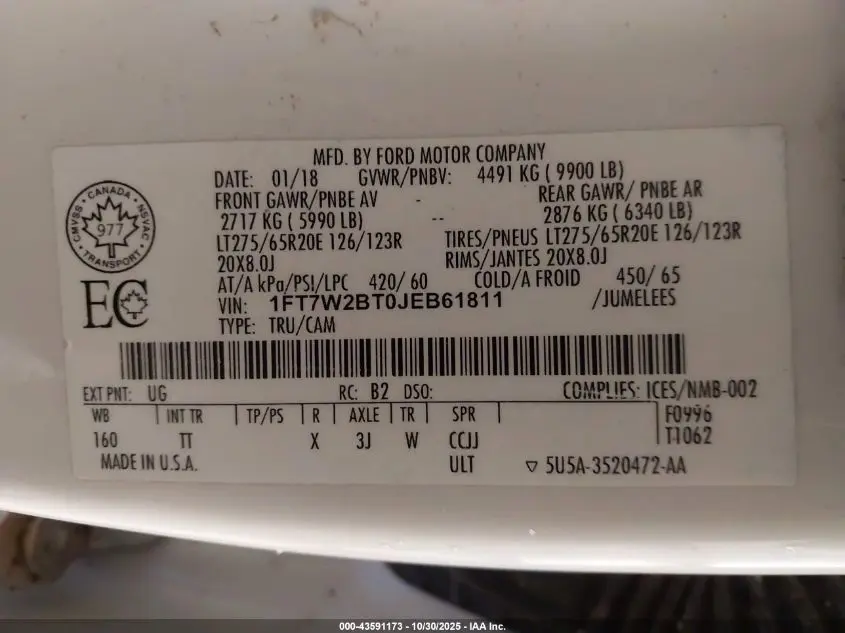 MFD. BY FORD MOTOR COMPANY
DATE: 01/18 GVWR/PNBV: 4491 KG ( 9900 LB)
FRONT GAWR/PNBE AV - REAR GAWR/ PNBE AR
2717 KG ( 5990 LB) -- 2876 KG ( 6340 LB)
LT275/65R20E 126/123R TIRES/PNEUS LT275/65R20E 126/123R
20X8.0J RIMS/JANTES 20X8.0J
AT/A kPa/PSI/LPC 420/ 60 COLD/A FROID 450/ 65
VIN: 1FT7W2BT0JEB61811 /JUMELEES
TYPE: TRU/CAM
CANADA
CMVSS NSVAC
977
TRANSPORT
EC
EXT PNT: UG RC: B2 DSO: COMPLIES: ICES/NMB-002
WB INT TR TP/PS R AXLE TR SPR F0996
160 TT X 3J W CCJJ T1062
MADE IN U.S.A. ULT ▽ 5U5A-3520472-AA
000-43591173 - 10/30/2025 - IAA Inc.